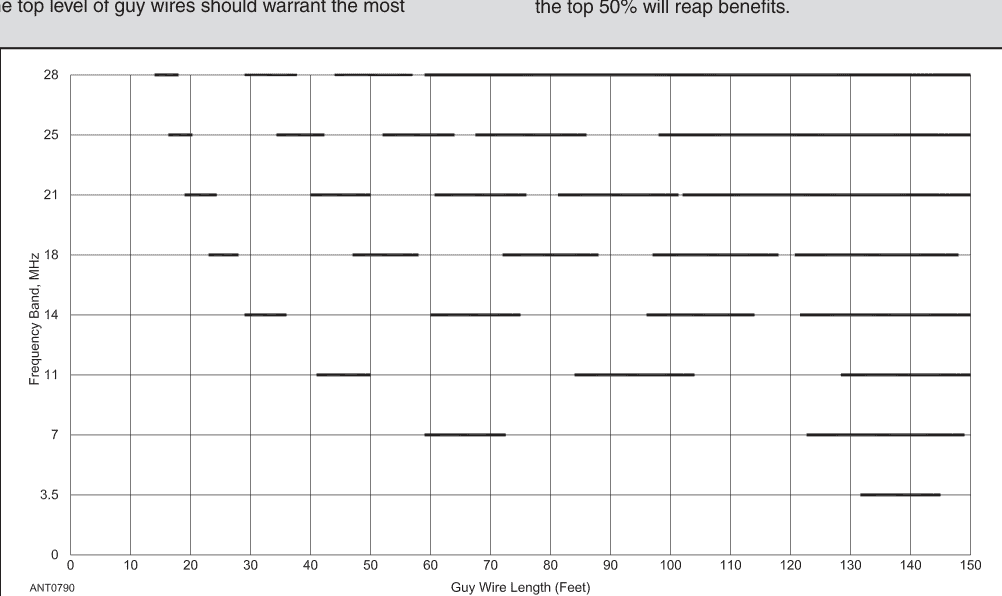 top level of guy wires should warrant the most
the top 50% will reap benefits.
28
25
21
18
14
11
7
3.5
0
Frequency Band, MHz
0 10 20 30 40 50 60 70 80 90 100 110 120 130 140 150
Guy Wire Length (Feet)
ANT0790